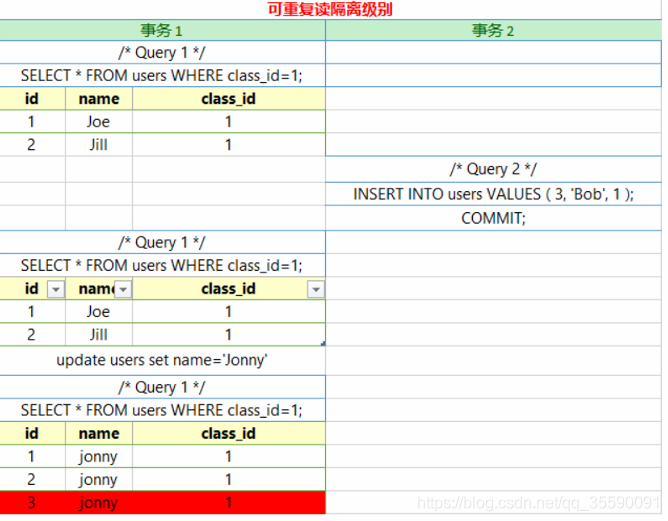 可重复读隔离级别
事务 1 事务 2
/* Query 1 */
SELECT * FROM users WHERE class_id=1;
id name class_id
1 Joe 1
2 Jill 1
/* Query 2 */
INSERT INTO users VALUES ( 3, 'Bob', 1 );
COMMIT;
/* Query 1 */
SELECT * FROM users WHERE class_id=1;
id name class_id
1 Joe 1
2 Jill 1
update users set name='Jonny'
/* Query 1 */
SELECT * FROM users WHERE class_id=1;
id name class_id
1 jonny 1
2 jonny 1
3 jonny 1
https://blog.csdn.net/qq_35590091